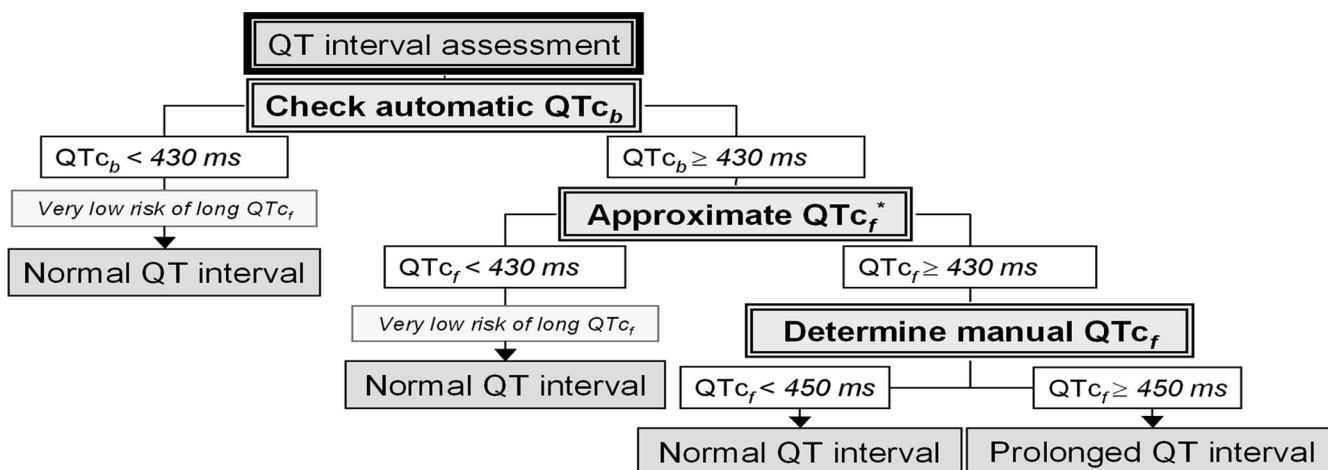 QT interval assessment
Check automatic QTc_b
QTc_b < 430 ms
QTc_b ≥ 430 ms
Very low risk of long QTc_f
Approximate QTc_f*
Normal QT interval
QTc_f < 430 ms
QTc_f ≥ 430 ms
Very low risk of long QTc_f
Determine manual QTc_f
Normal QT interval
QTc_f < 450 ms
QTc_f ≥ 450 ms
Normal QT interval
Prolonged QT interval